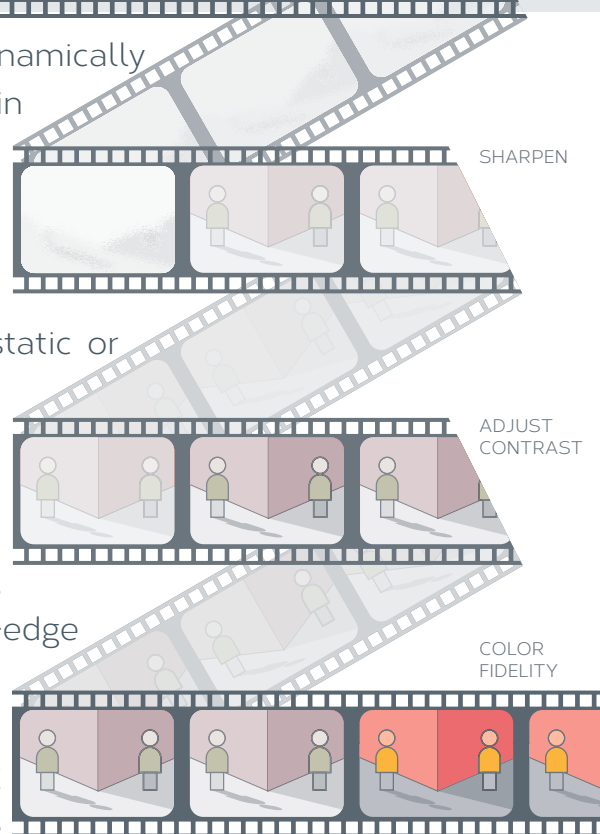 namically
in
SHARPEN
static or
ADJUST
CONTRAST
-edge
COLOR
FIDELITY